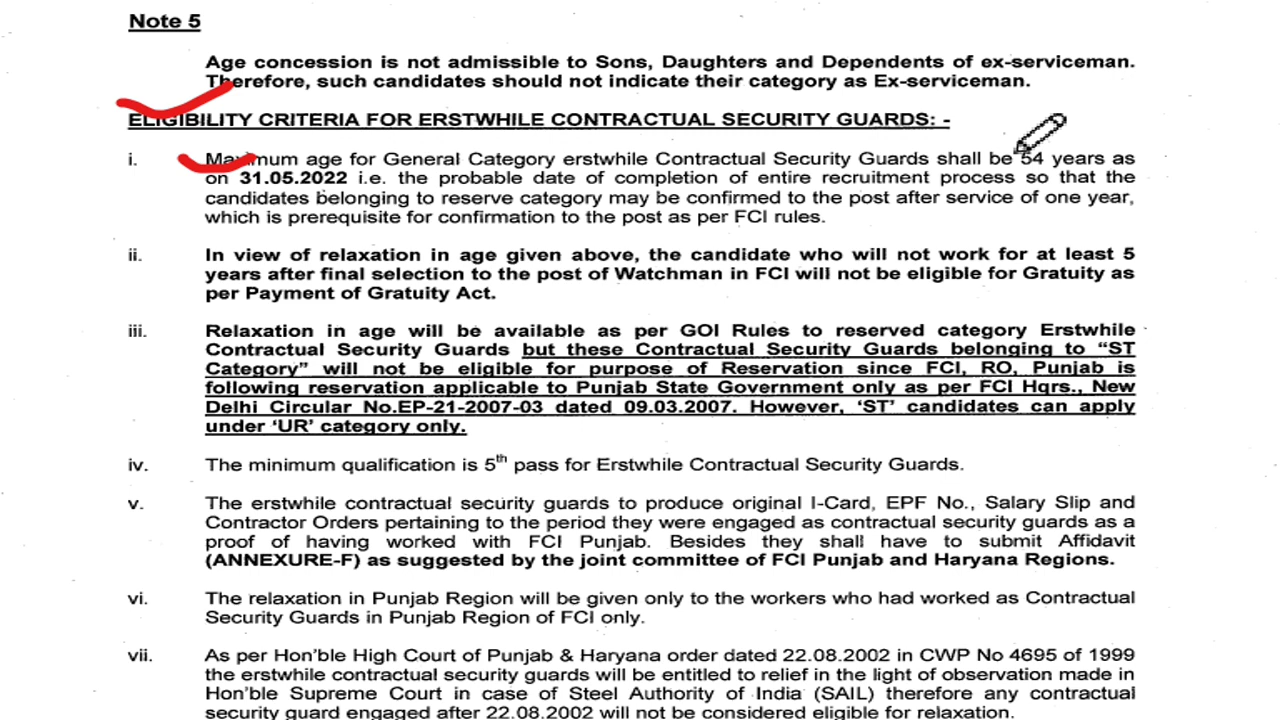 Note 5
Age concession is not admissible to Sons, Daughters and Dependents of ex-serviceman.
Therefore, such candidates should not indicate their category as Ex-serviceman.
ELIGIBILITY CRITERIA FOR ERSTWHILE CONTRACTUAL SECURITY GUARDS: -
i. Maximum age for General Category erstwhile Contractual Security Guards shall be 54 years as
on 31.05.2022 i.e. the probable date of completion of entire recruitment process so that the
candidates belonging to reserve category may be confirmed to the post after service of one year,
which is prerequisite for confirmation to the post as per FCI rules.
ii. In view of relaxation in age given above, the candidate who will not work for at least 5
years after final selection to the post of Watchman in FCI will not be eligible for Gratuity as
per Payment of Gratuity Act.
iii. Relaxation in age will be available as per GOI Rules to reserved category Erstwhile
Contractual Security Guards but these Contractual Security Guards belonging to “ST
Category” will not be eligible for purpose of Reservation since FCI, RO, Punjab is
following reservation applicable to Punjab State Government only as per FCI Hqrs., New
Delhi Circular No.EP-21-2007-03 dated 09.03.2007. However, ‘ST’ candidates can apply
under ‘UR’ category only.
iv. The minimum qualification is 5th pass for Erstwhile Contractual Security Guards.
v. The erstwhile contractual security guards to produce original I-Card, EPF No., Salary Slip and
Contractor Orders pertaining to the period they were engaged as contractual security guards as a
proof of having worked with FCI Punjab. Besides they shall have to submit Affidavit
(ANNEXURE-F) as suggested by the joint committee of FCI Punjab and Haryana Regions.
vi. The relaxation in Punjab Region will be given only to the workers who had worked as Contractual
Security Guards in Punjab Region of FCI only.
vii. As per Hon’ble High Court of Punjab & Haryana order dated 22.08.2002 in CWP No 4695 of 1999
the erstwhile contractual security guards will be entitled to relief in the light of observation made in
Hon’ble Supreme Court in case of Steel Authority of India (SAIL) therefore any contractual
security guard engaged after 22.08.2002 will not be considered eligible for relaxation.